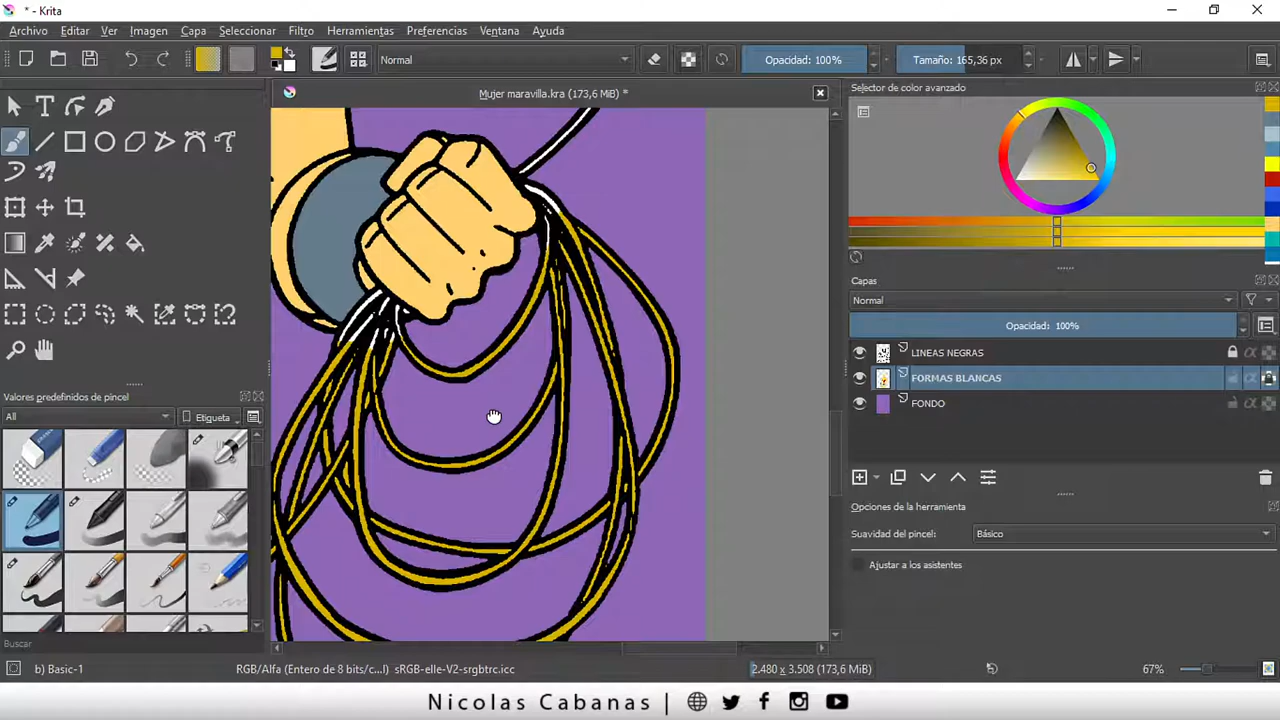 * - Krita
Archivo Editar Ver Imagen Capa Seleccionar Filtro Herramientas Preferencias Ventana Ayuda
Normal
Opacidad: 100%
Tamaño: 165,36 px
Mujer maravilla.kra (173,6 MiB) *
Selector de color avanzado
Capas
Normal
Opacidad: 100%
LINEAS NEGRAS
FORMAS BLANCAS
FONDO
Valores predefinidos de pincel
All
Etiqueta
Opciones de la herramienta
Suavidad del pincel:
Básico
Ajustar a los asistentes
Buscar
b) Basic-1
RGB/Alfa (Entero de 8 bits/c...l) sRGB-elle-V2-srgbtrc.icc
2.480 x 3.508 (173,6 MiB)
67%
Nicolas Cabanas |